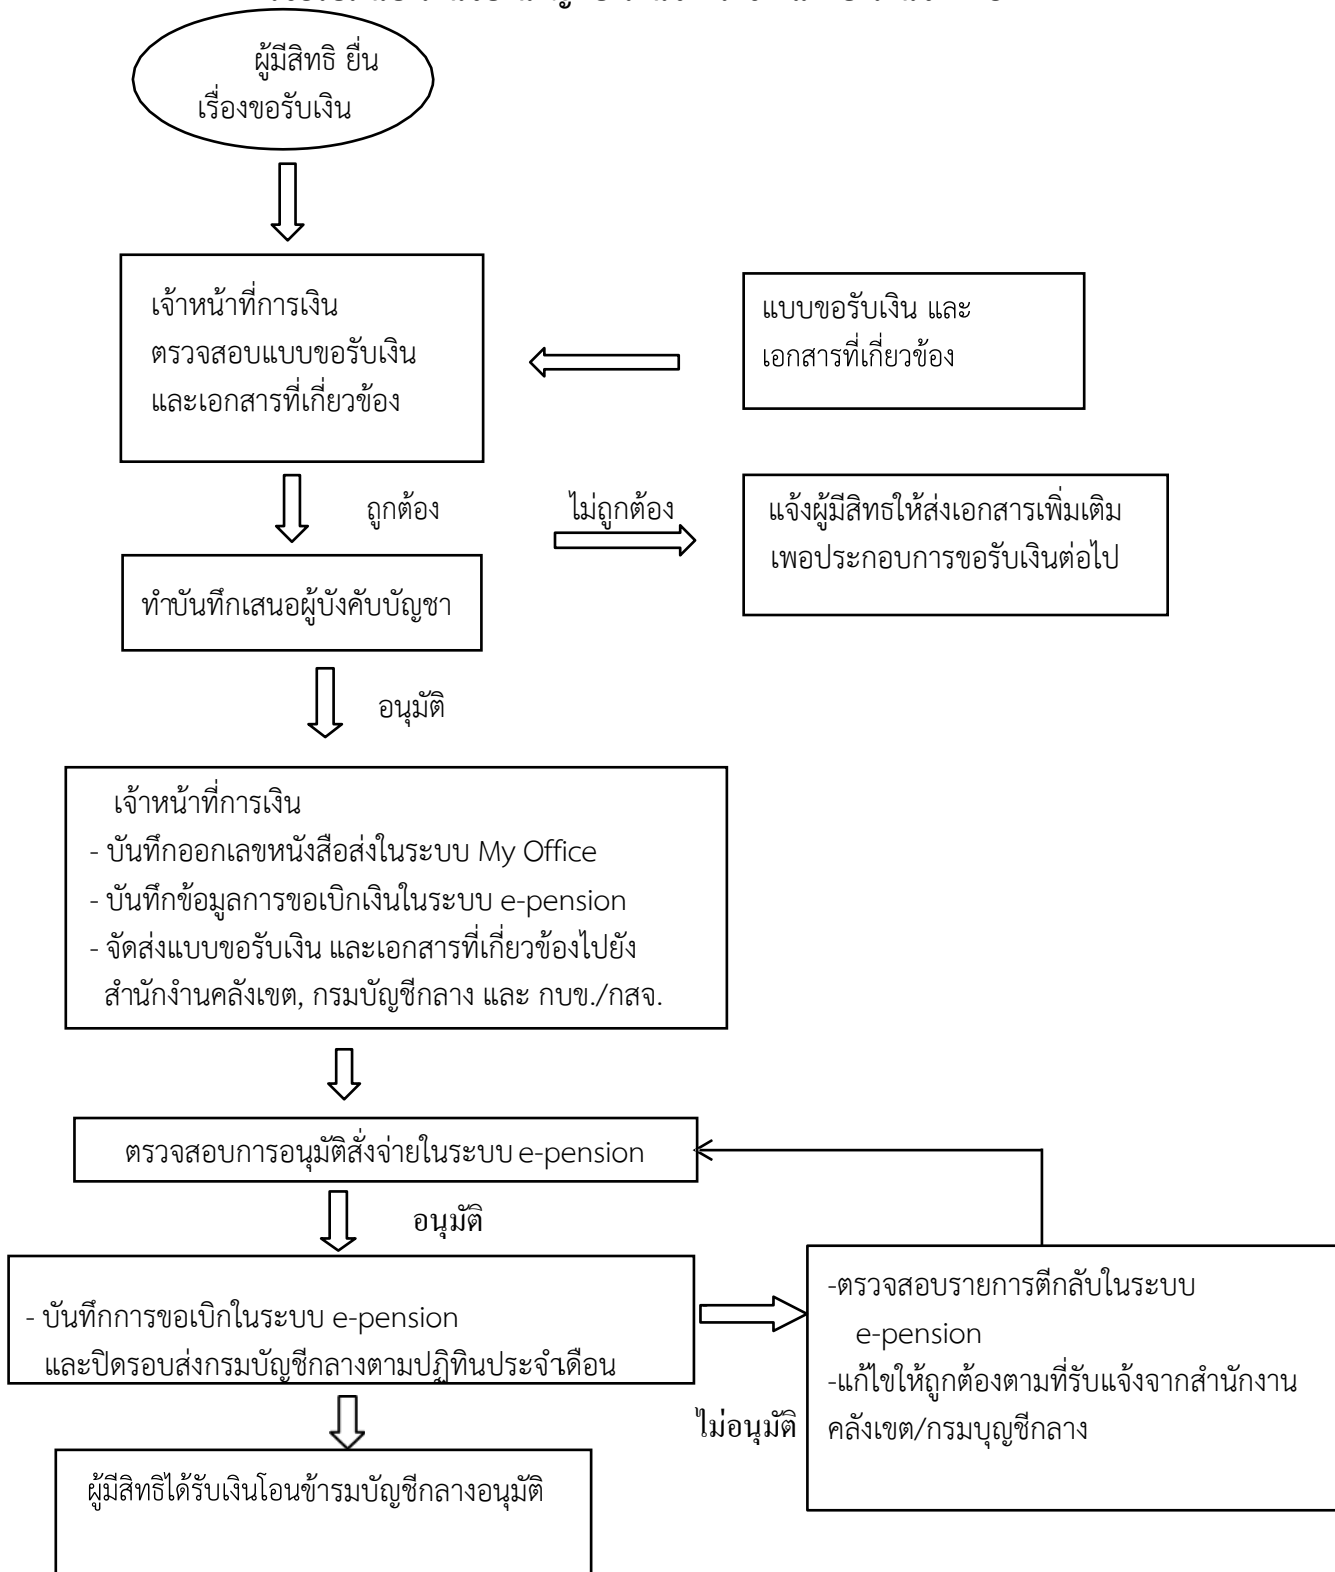 ผู้มีสิทธิ ยื่น
เรื่องขอรับเงิน
เจ้าหน้าที่การเงิน
ตรวจสอบแบบขอรับเงิน
และเอกสารที่เกี่ยวข้อง
แบบขอรับเงิน และ
เอกสารที่เกี่ยวข้อง
ถูกต้อง
ไม่ถูกต้อง
แจ้งผู้มีสิทธให้ส่งเอกสารเพิ่มเติม
เพอประกอบการขอรับเงินต่อไป
ทำบันทึกเสนอผู้บังคับบัญชา
อนุมัติ
เจ้าหน้าที่การเงิน
- บันทึกออกเลขหนังสือส่งในระบบ My Office
- บันทึกข้อมูลการขอเบิกเงินในระบบ e-pension
- จัดส่งแบบขอรับเงิน และเอกสารที่เกี่ยวข้องไปยัง
สำนักงำนคลังเขต, กรมบัญชีกลาง และ กบข./กสจ.
ตรวจสอบการอนุมัติสั่งจ่ายในระบบ e-pension
อนุมัติ
- บันทึกการขอเบิกในระบบ e-pension
และปิดรอบส่งกรมบัญชีกลางตามปฏิทินประจำเดือน
ไม่อนุมัติ
-ตรวจสอบรายการตีกลับในระบบ
e-pension
-แก้ไขให้ถูกต้องตามที่รับแจ้งจากสำนักงาน
คลังเขต/กรมบุญชีกลาง
ผู้มีสิทธิได้รับเงินโอนข้ารมบัญชีกลางอนุมัติ